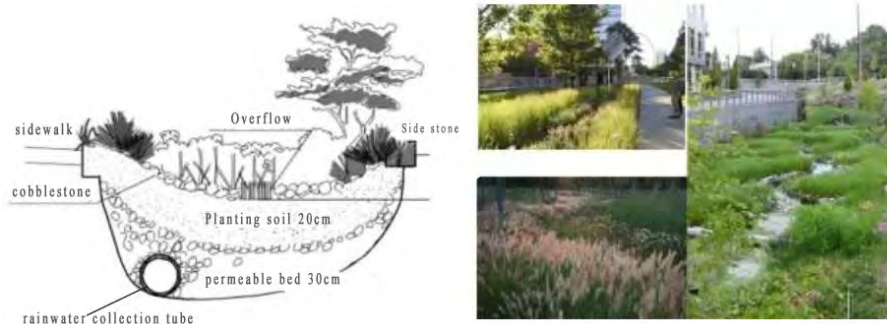 Overflow
sidewalk
Side stone
cobblestone
Planting soil 20cm
permeable bed 30cm
rainwater collection tube